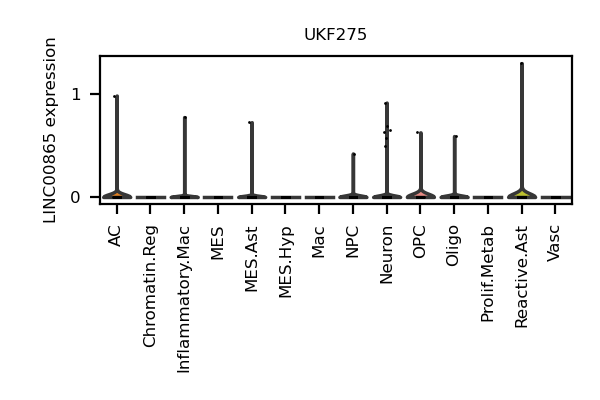 UKF275
LINC00865 expression
1
0
AC
Chromatin.Reg
Inflammatory.Mac
MES
MES.Ast
MES.Hyp
Mac
NPC
Neuron
OPC
Oligo
Prolif.Metab
Reactive.Ast
Vasc